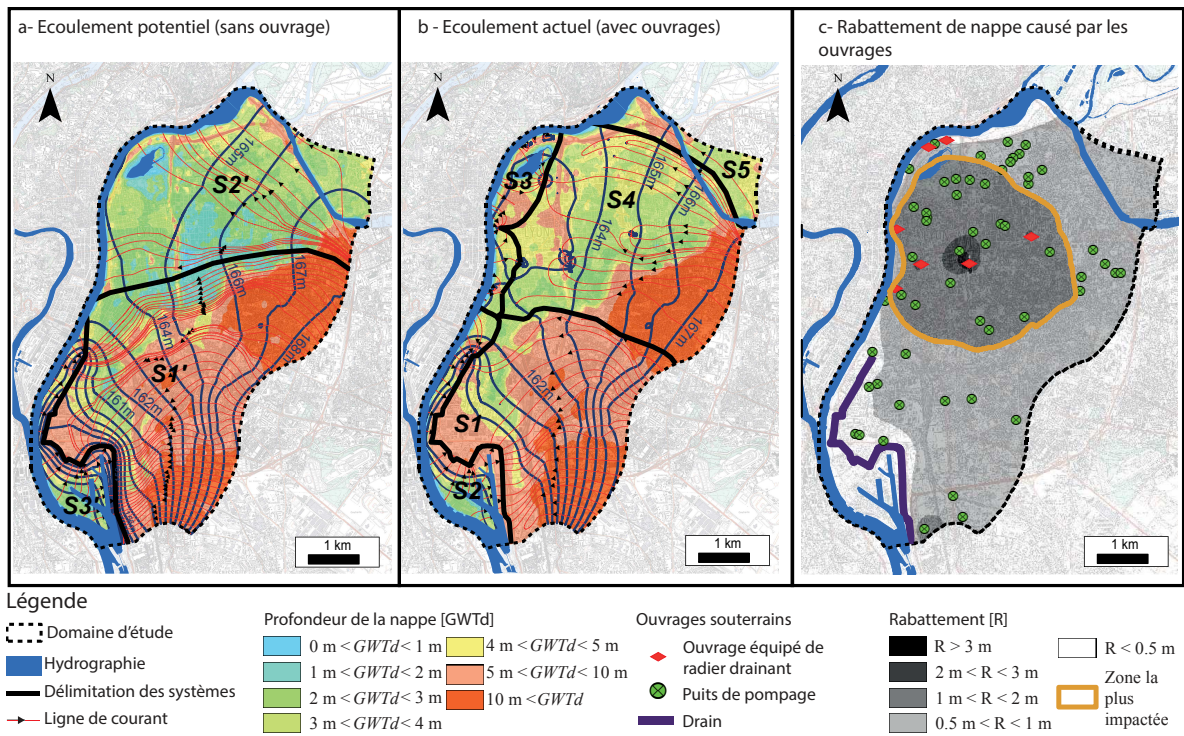 a- Ecoulement potentiel (sans ouvrage)
b - Ecoulement actuel (avec ouvrages)
c- Rabattement de nappe causé par les
ouvrages
N
165m
S2'
166m
167m
164m
168m
S1'
162m
161m
S3'
1 km
N
S3
S5
165m
S4
166m
164m
167m
162m
S1
S2
1 km
N
1 km
Légende
Domaine d'étude
Hydrographie
Délimitation des systèmes
Ligne de courant
Profondeur de la nappe [GWTd]
0 m < GWTd < 1 m
1 m < GWTd < 2 m
2 m < GWTd < 3 m
3 m < GWTd < 4 m
4 m < GWTd < 5 m
5 m < GWTd < 10 m
10 m < GWTd
Ouvrages souterrains
Ouvrage équipé de
radier drainant
Puits de pompage
Drain
Rabattement [R]
R > 3 m
2 m < R < 3 m
1 m < R < 2 m
0.5 m < R < 1 m
R < 0.5 m
Zone la
plus
impactée